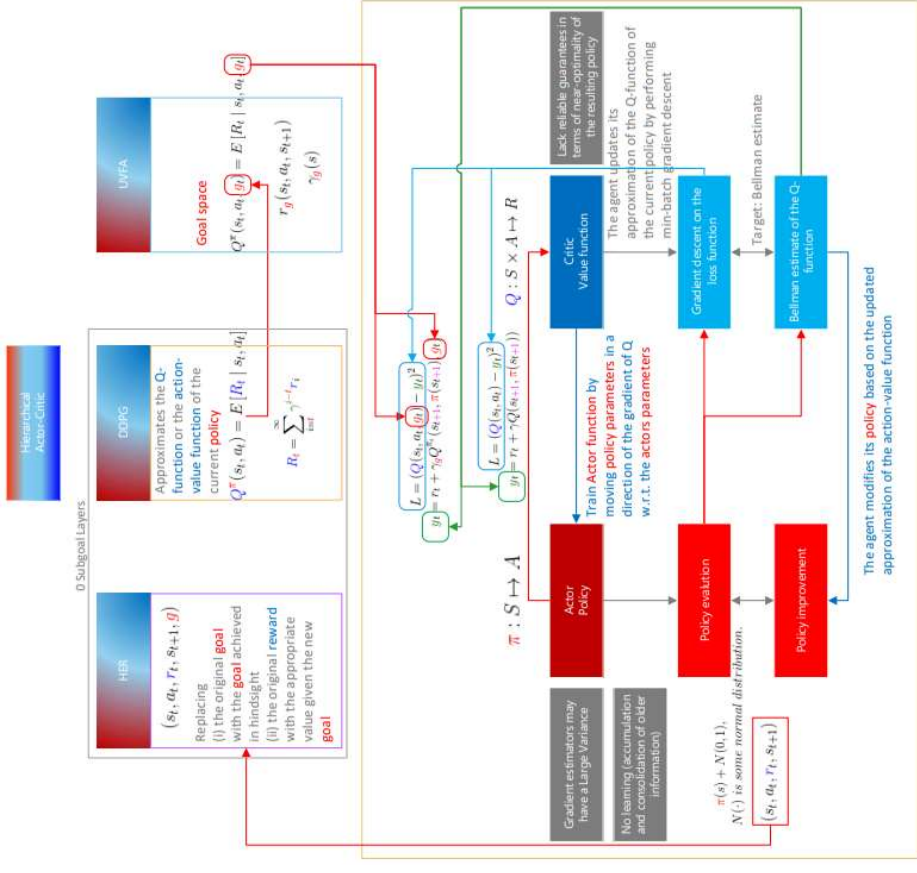 Hierarchical
Actor-Critic
0 Subgoal Layers
HER
(s_t, a_t, r_t, s_{t+1}, g)
Replacing
(i) the original goal
with the goal achieved
in hindsight
(ii) the original reward
with the appropriate
value given the new
goal
DDPG
Approximates the Q-
function or the action-
value function of the
current policy
Q^π(s_t, a_t) = E[R_t | s_t, a_t]
R_t = ∑_{i=t}^{∞} γ^{i−t} r_i
UVFA
Goal space
Q^π(s_t, a_t, g_t) = E[R_t | s_t, a_t, g_t]
r_g(s_t, a_t, s_{t+1})
γ_g(s)
L = (Q(s_t, a_t, g_t) − y_t)^2
y_t = r_t + γ_g Q^π(s_{t+1}, π(s_{t+1}), g_t)
L = (Q(s_t, a_t) − y_t)^2
y_t = r_t + γQ(s_{t+1}, π(s_{t+1}))
π : S ↦ A
Q : S × A ↦ R
Gradient estimators may
have a Large Variance
No learning (accumulation
and consolidation of older
information)
Actor
Policy
Train Actor function by
moving policy parameters in a
direction of the gradient of Q
w.r.t. the actors parameters
Critic
Value function
Lack reliable guarantees in
terms of near-optimality of
the resulting policy
The agent updates its
approximation of the Q-function of
the current policy by performing
min-batch gradient descent
Policy evalution
Gradient descent on the
loss function
Target: Bellman estimate
π(s) + N(0,1),
N(·) is some normal distribution.
(s_t, a_t, r_t, s_{t+1})
Policy improvement
Bellman estimate of the Q-
function
The agent modifies its policy based on the updated
approximation of the action-value function